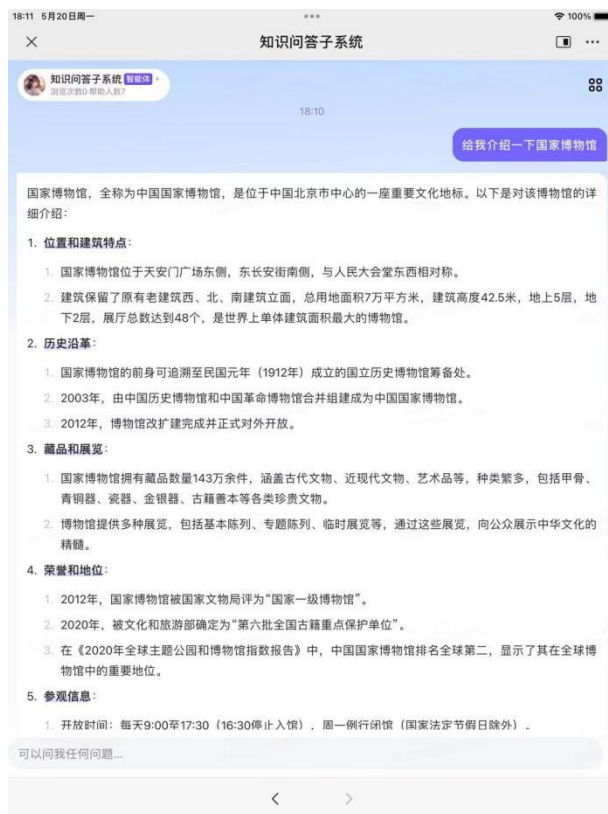 18:11 5月20日周一
100%
知识问答子系统
知识问答子系统 智能体
浏览次数0·帮助人数7
18:10
给我介绍一下国家博物馆
国家博物馆，全称为中国国家博物馆，是位于中国北京市中心的一座重要文化地标。以下是对该博物馆的详
细介绍：
1. 位置和建筑特点：
1. 国家博物馆位于天安门广场东侧，东长安街南侧，与人民大会堂东西相对称。
2. 建筑保留了原有老建筑西、北、南建筑立面，总用地面积7万平方米，建筑高度42.5米，地上5层，地
下2层，展厅总数达到48个，是世界上单体建筑面积最大的博物馆。
2. 历史沿革：
1. 国家博物馆的前身可追溯至民国元年（1912年）成立的国立历史博物馆筹备处。
2. 2003年，由中国历史博物馆和中国革命博物馆合并组建成为中国国家博物馆。
3. 2012年，博物馆改扩建完成并正式对外开放。
3. 藏品和展览：
1. 国家博物馆拥有藏品数量143万余件，涵盖古代文物、近现代文物、艺术品等，种类繁多，包括甲骨、
青铜器、瓷器、金银器、古籍善本等各类珍贵文物。
2. 博物馆提供多种展览，包括基本陈列、专题陈列、临时展览等，通过这些展览，向公众展示中华文化的
精髓。
4. 荣誉和地位：
1. 2012年，国家博物馆被国家文物局评为“国家一级博物馆”。
2. 2020年，被文化和旅游部确定为“第六批全国古籍重点保护单位”。
3. 在《2020年全球主题公园和博物馆指数报告》中，中国国家博物馆排名全球第二，显示了其在全球博
物馆中的重要地位。
5. 参观信息：
1. 开放时间：每天9:00至17:30（16:30停止入馆），周一例行闭馆（国家法定节假日除外）。
可以问我任何问题...